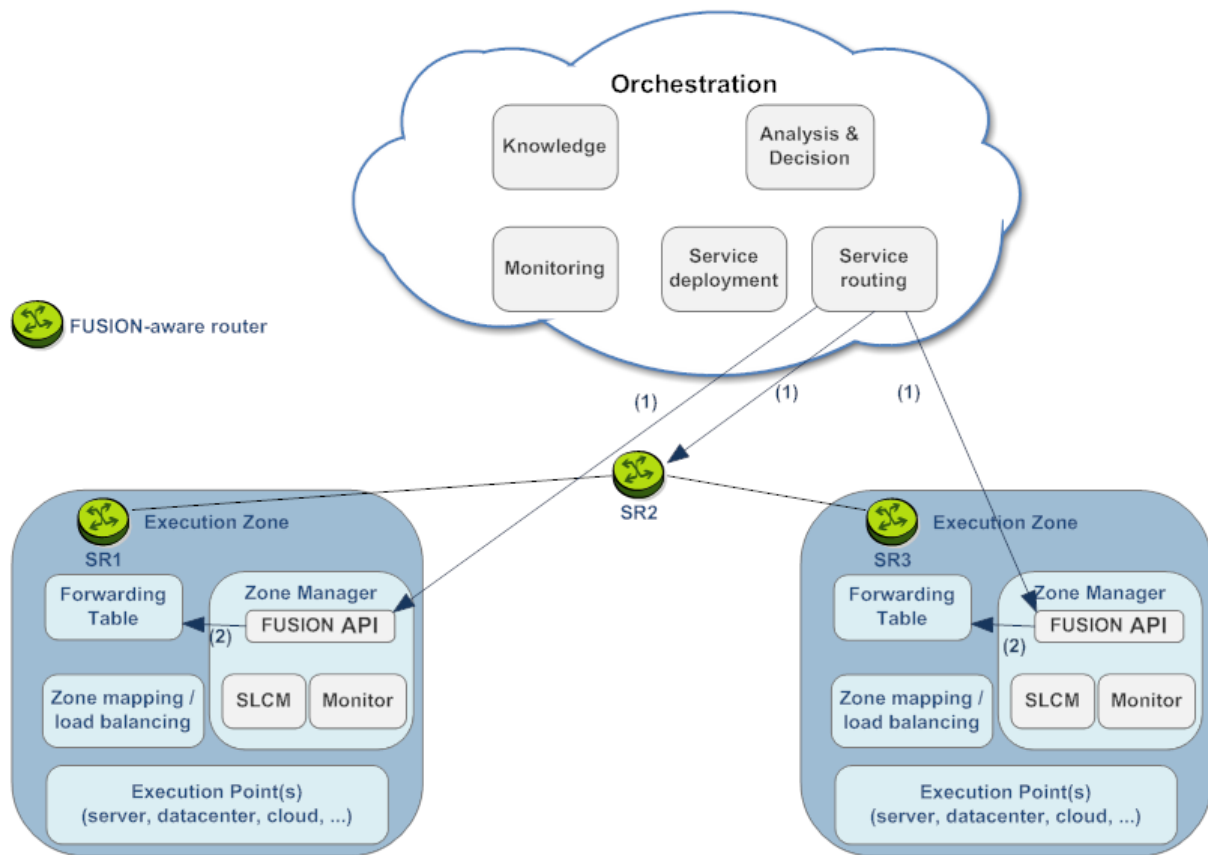 Orchestration
Knowledge
Analysis &
Decision
Monitoring
Service
deployment
Service
routing
FUSION-aware router
(1)
(1)
(1)
SR2
Execution Zone
SR1
Forwarding
Table
Zone Manager
FUSION API
(2)
SLCM
Monitor
Zone mapping /
load balancing
Execution Point(s)
(server, datacenter, cloud, ...)
Execution Zone
SR3
Forwarding
Table
Zone Manager
FUSION API
(2)
SLCM
Monitor
Zone mapping /
load balancing
Execution Point(s)
(server, datacenter, cloud, ...)